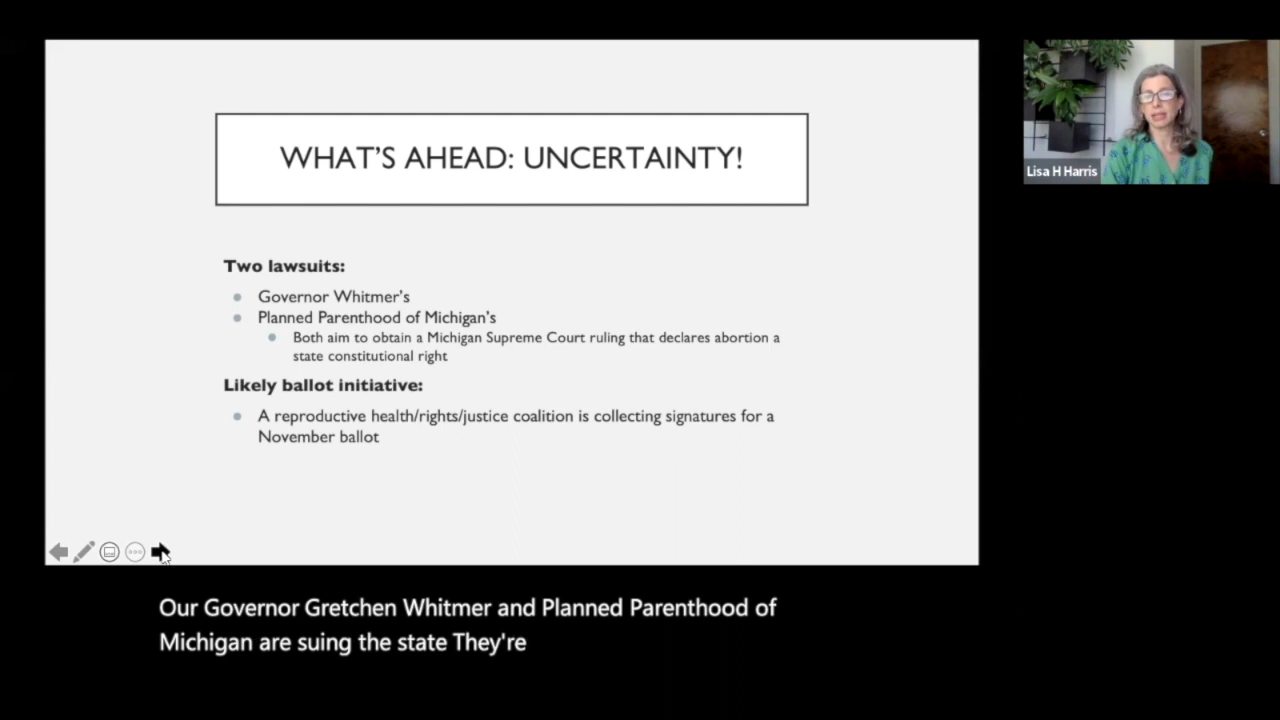 WHAT'S AHEAD: UNCERTAINTY!
Two lawsuits:
Governor Whitmer's
Planned Parenthood of Michigan's
Both aim to obtain a Michigan Supreme Court ruling that declares abortion a
state constitutional right
Likely ballot initiative:
A reproductive health/rights/justice coalition is collecting signatures for a
November ballot
Lisa H Harris
Our Governor Gretchen Whitmer and Planned Parenthood of
Michigan are suing the state They're